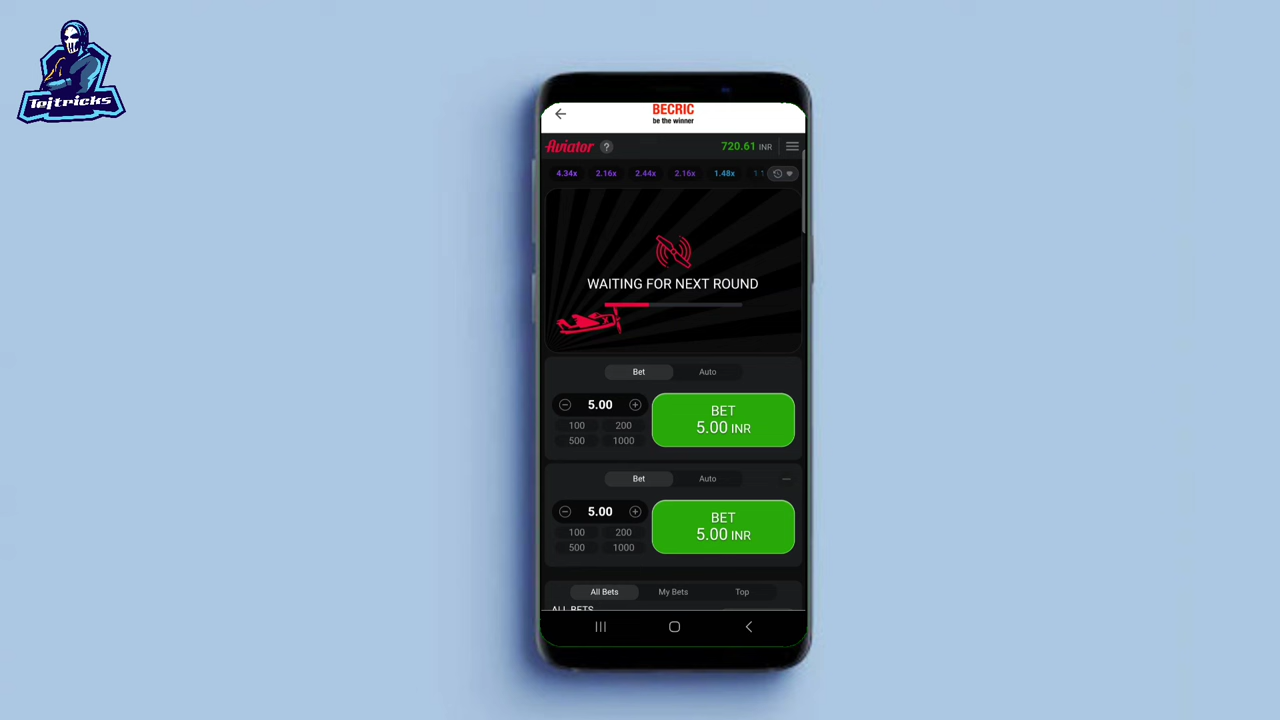 Tejtricks
BECRIC
be the winner
Aviator ? 720.61 INR
4.34x 2.16x 2.44x 2.16x 1.48x
WAITING FOR NEXT ROUND
Bet Auto
5.00
100 200
500 1000
BET
5.00 INR
Bet Auto
5.00
100 200
500 1000
BET
5.00 INR
All Bets My Bets Top
ALL BETS